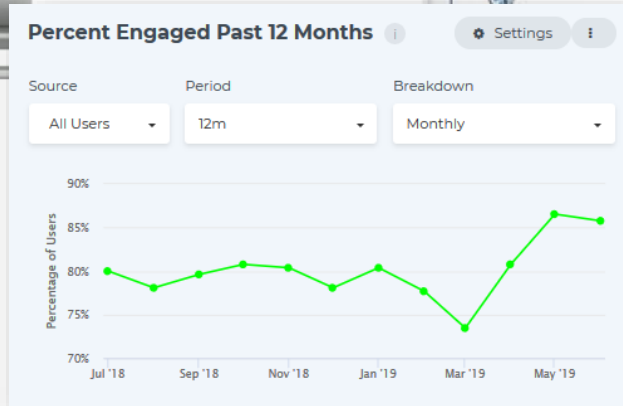 Percent Engaged Past 12 Months i Settings
Source Period Breakdown
All Users 12m Monthly
90%
85%
80%
75%
70%
Percentage of Users
Jul '18 Sep '18 Nov '18 Jan '19 Mar '19 May '19